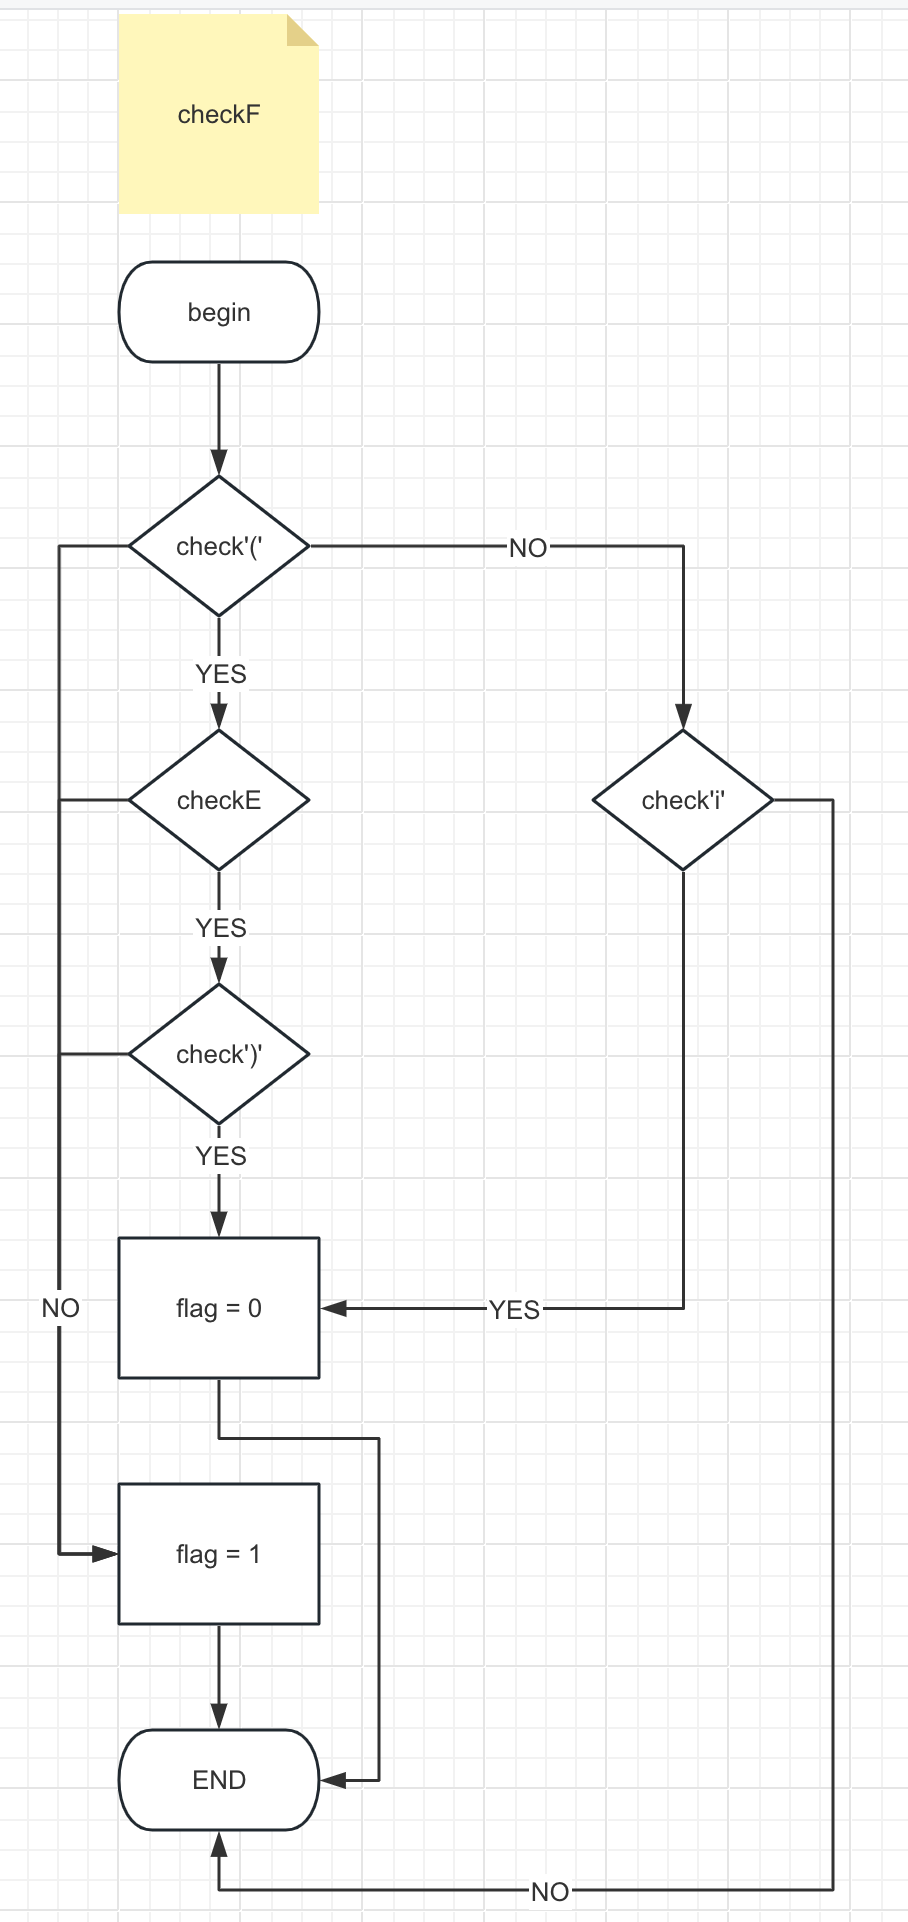 checkF
begin
check'('
NO
YES
checkE
check'i'
YES
check')'
YES
NO
flag = 0
YES
flag = 1
END
NO